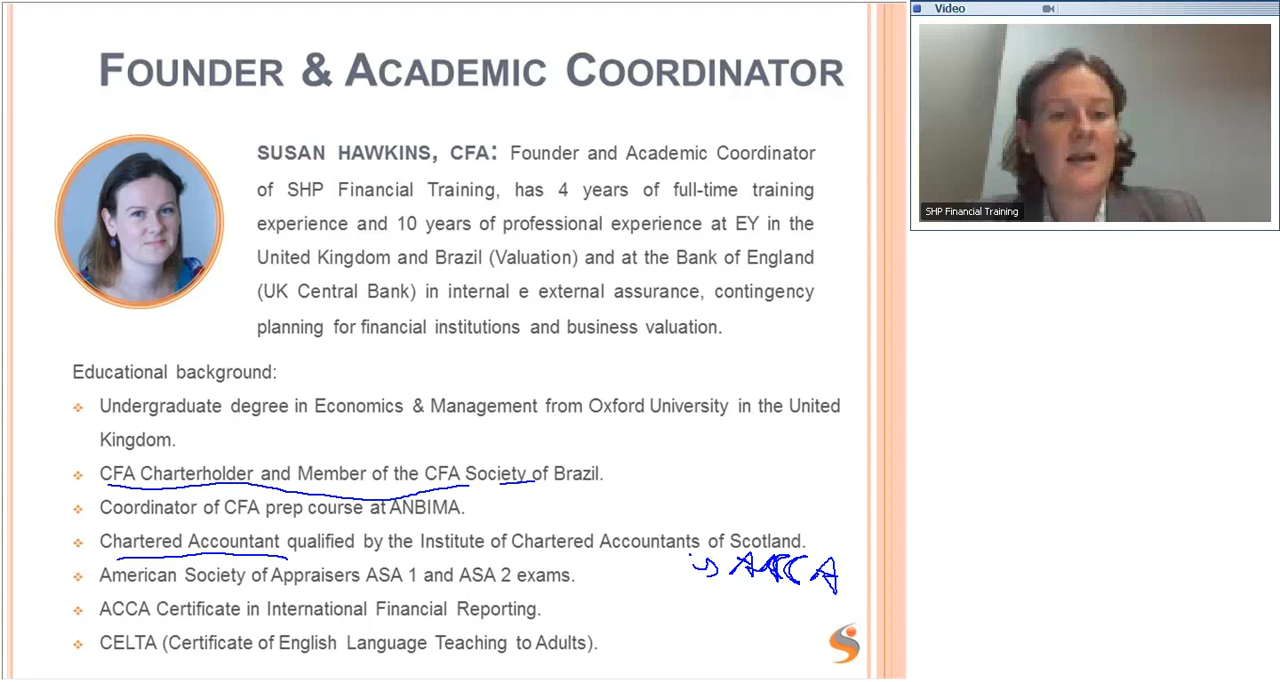 FOUNDER & ACADEMIC COORDINATOR
SUSAN HAWKINS, CFA: Founder and Academic Coordinator
of SHP Financial Training, has 4 years of full-time training
experience and 10 years of professional experience at EY in the
United Kingdom and Brazil (Valuation) and at the Bank of England
(UK Central Bank) in internal e external assurance, contingency
planning for financial institutions and business valuation.
Educational background:
Undergraduate degree in Economics & Management from Oxford University in the United
Kingdom.
CFA Charterholder and Member of the CFA Society of Brazil.
Coordinator of CFA prep course at ANBIMA.
Chartered Accountant qualified by the Institute of Chartered Accountants of Scotland.
ACCA
American Society of Appraisers ASA 1 and ASA 2 exams.
ACCA Certificate in International Financial Reporting.
CELTA (Certificate of English Language Teaching to Adults).
Video
SHP Financial Training